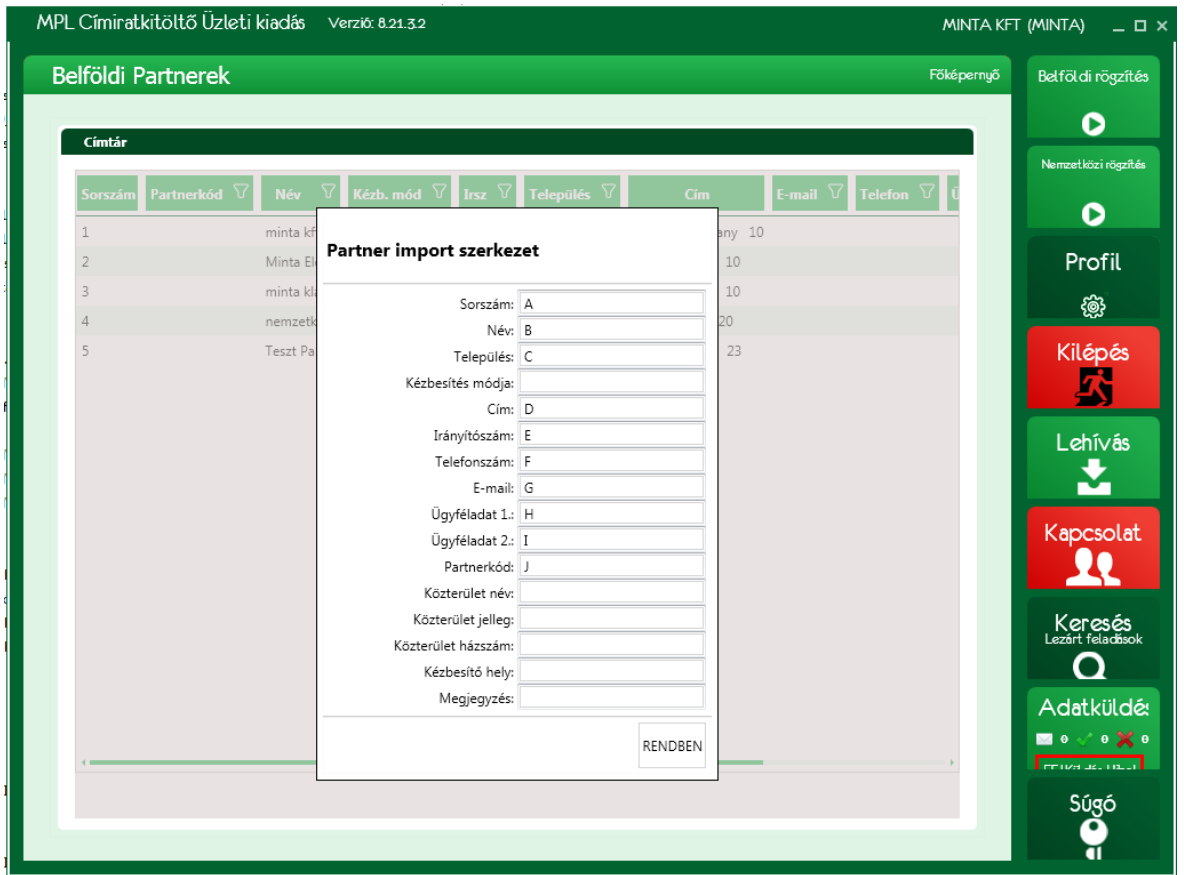 MPL Címiratkitöltő Üzleti kiadás Verzió: 8.21.3.2 MINTA KFT (MINTA)
Belföldi Partnerek Főképernyő
Címtár
Sorszám Partnerkód Név Kézb. mód Irsz Település Cím E-mail Telefon
1 minta kf any 10
2 Minta El 10
3 minta kl 10
4 nemzetk 20
5 Teszt Pa 23
Partner import szerkezet
Sorszám: A
Név: B
Település: C
Kézbesítés módja:
Cím: D
Irányítószám: E
Telefonszám: F
E-mail: G
Ügyféladat 1.: H
Ügyféladat 2.: I
Partnerkód: J
Közterület név:
Közterület jelleg:
Közterület házszám:
Kézbesítő hely:
Megjegyzés:
RENDBEN
Belföldi rögzítés
Nemzetközi rögzítés
Profil
Kilépés
Lehívás
Kapcsolat
Keresés
Lezárt feladások
Adatküldés
0 0 0
Súgó